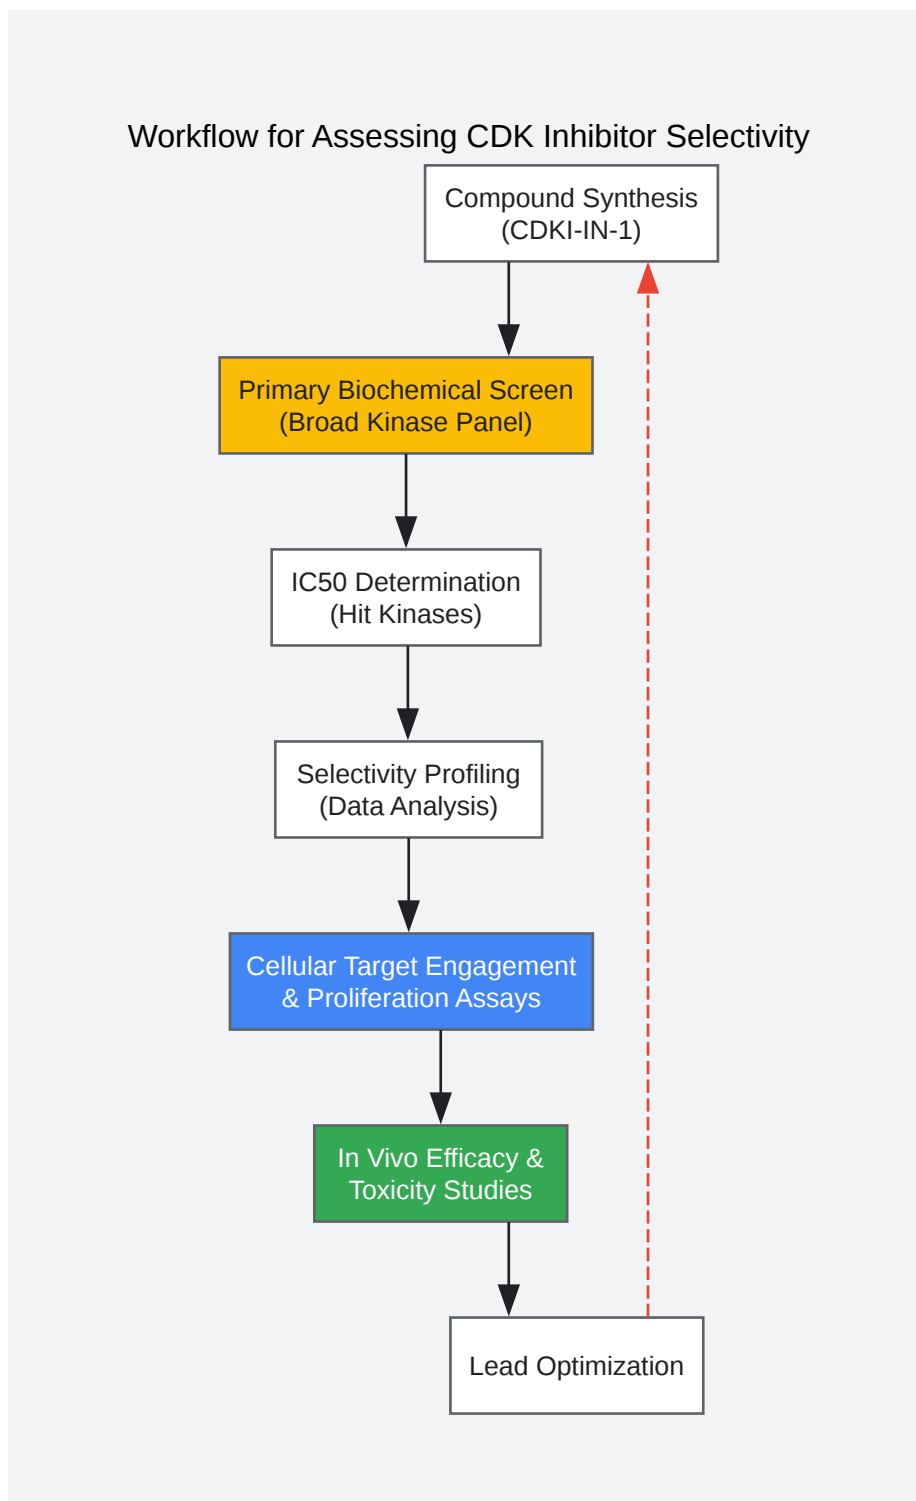 Workflow for Assessing CDK Inhibitor Selectivity
Compound Synthesis
(CDKI-IN-1)
Primary Biochemical Screen
(Broad Kinase Panel)
IC50 Determination
(Hit Kinases)
Selectivity Profiling
(Data Analysis)
Cellular Target Engagement
& Proliferation Assays
In Vivo Efficacy &
Toxicity Studies
Lead Optimization